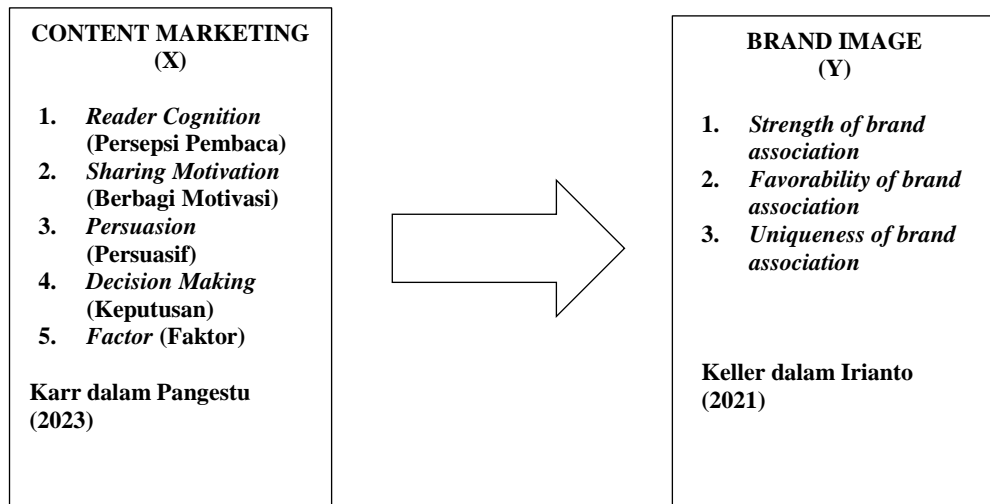 CONTENT MARKETING
(X)
1. Reader Cognition
(Persepsi Pembaca)
2. Sharing Motivation
(Berbagi Motivasi)
3. Persuasion
(Persuasif)
4. Decision Making
(Keputusan)
5. Factor (Faktor)
Karr dalam Pangestu
(2023)
BRAND IMAGE
(Y)
1. Strength of brand
association
2. Favorability of brand
association
3. Uniqueness of brand
association
Keller dalam Irianto
(2021)